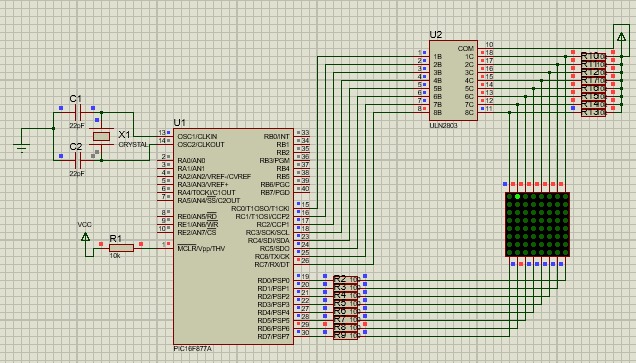 C1
22pF
X1
CRYSTAL
C2
22pF
VCC
R1
10k
U1
13 OSC1/CLKIN
14 OSC2/CLKOUT
2 RA0/AN0
3 RA1/AN1
4 RA2/AN2/VREF-/CVREF
5 RA3/AN3/VREF+
6 RA4/T0CKI/C1OUT
7 RA5/AN4/SS/C2OUT
8 RE0/AN5/RD
9 RE1/AN6/WR
10 RE2/AN7/CS
1 MCLR/Vpp/THV
RB0/INT 33
RB1 34
RB2 35
RB3/PGM 36
RB4 37
RB5 38
RB6/PGC 39
RB7/PGD 40
RC0/T1OSO/T1CKI 15
RC1/T1OSI/CCP2 16
RC2/CCP1 17
RC3/SCK/SCL 18
RC4/SDI/SDA 23
RC5/SDO 24
RC6/TX/CK 25
RC7/RX/DT 26
RD0/PSP0 19
RD1/PSP1 20
RD2/PSP2 21
RD3/PSP3 22
RD4/PSP4 27
RD5/PSP5 28
RD6/PSP6 29
RD7/PSP7 30
PIC16F877A
R2
R3
R4
R5
R6
R7
R8
R9
U2
COM 10
1 1B 1C 18
2 2B 2C 17
3 3B 3C 16
4 4B 4C 15
5 5B 5C 14
6 6B 6C 13
7 7B 7C 12
8 8B 8C 11
ULN2803
R10
R11
R12
R17
R16
R15
R14
R13